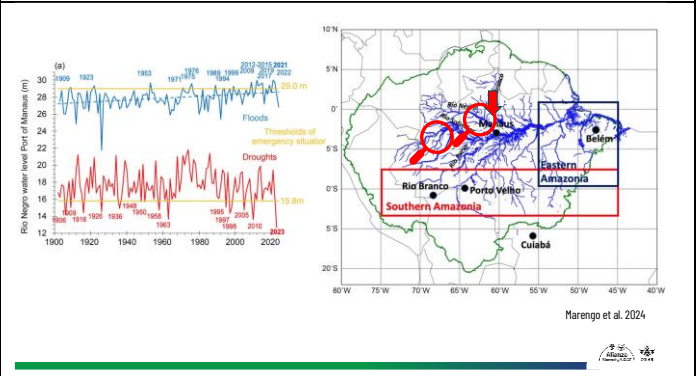 (a)
1909
1923
1953
1971
1975
1976
1989
1994
1999
2009
2012-2015
2017
2019
2021
2022
29.0 m
Floods
Thresholds of
emergency situation
Droughts
15.8m
1906
1909
1918
1926
1936
1948
1950
1958
1963
1995
1997
1998
2005
2010
2023
Rio Negro water level Port of Manaus (m)
30
28
26
24
22
20
18
16
14
12
1900
1920
1940
1960
1980
2000
2020
10˚N
5˚N
0˚
5˚S
0˚S
5˚S
20˚S
80˚W
75˚W
70˚W
65˚W
60˚W
55˚W
50˚W
45˚W
40˚W
Manaus
Belém
Eastern
Amazonia
Rio Branco
Porto Velho
Southern Amazonia
Cuiabá
Marengo et al. 2024
Alianza